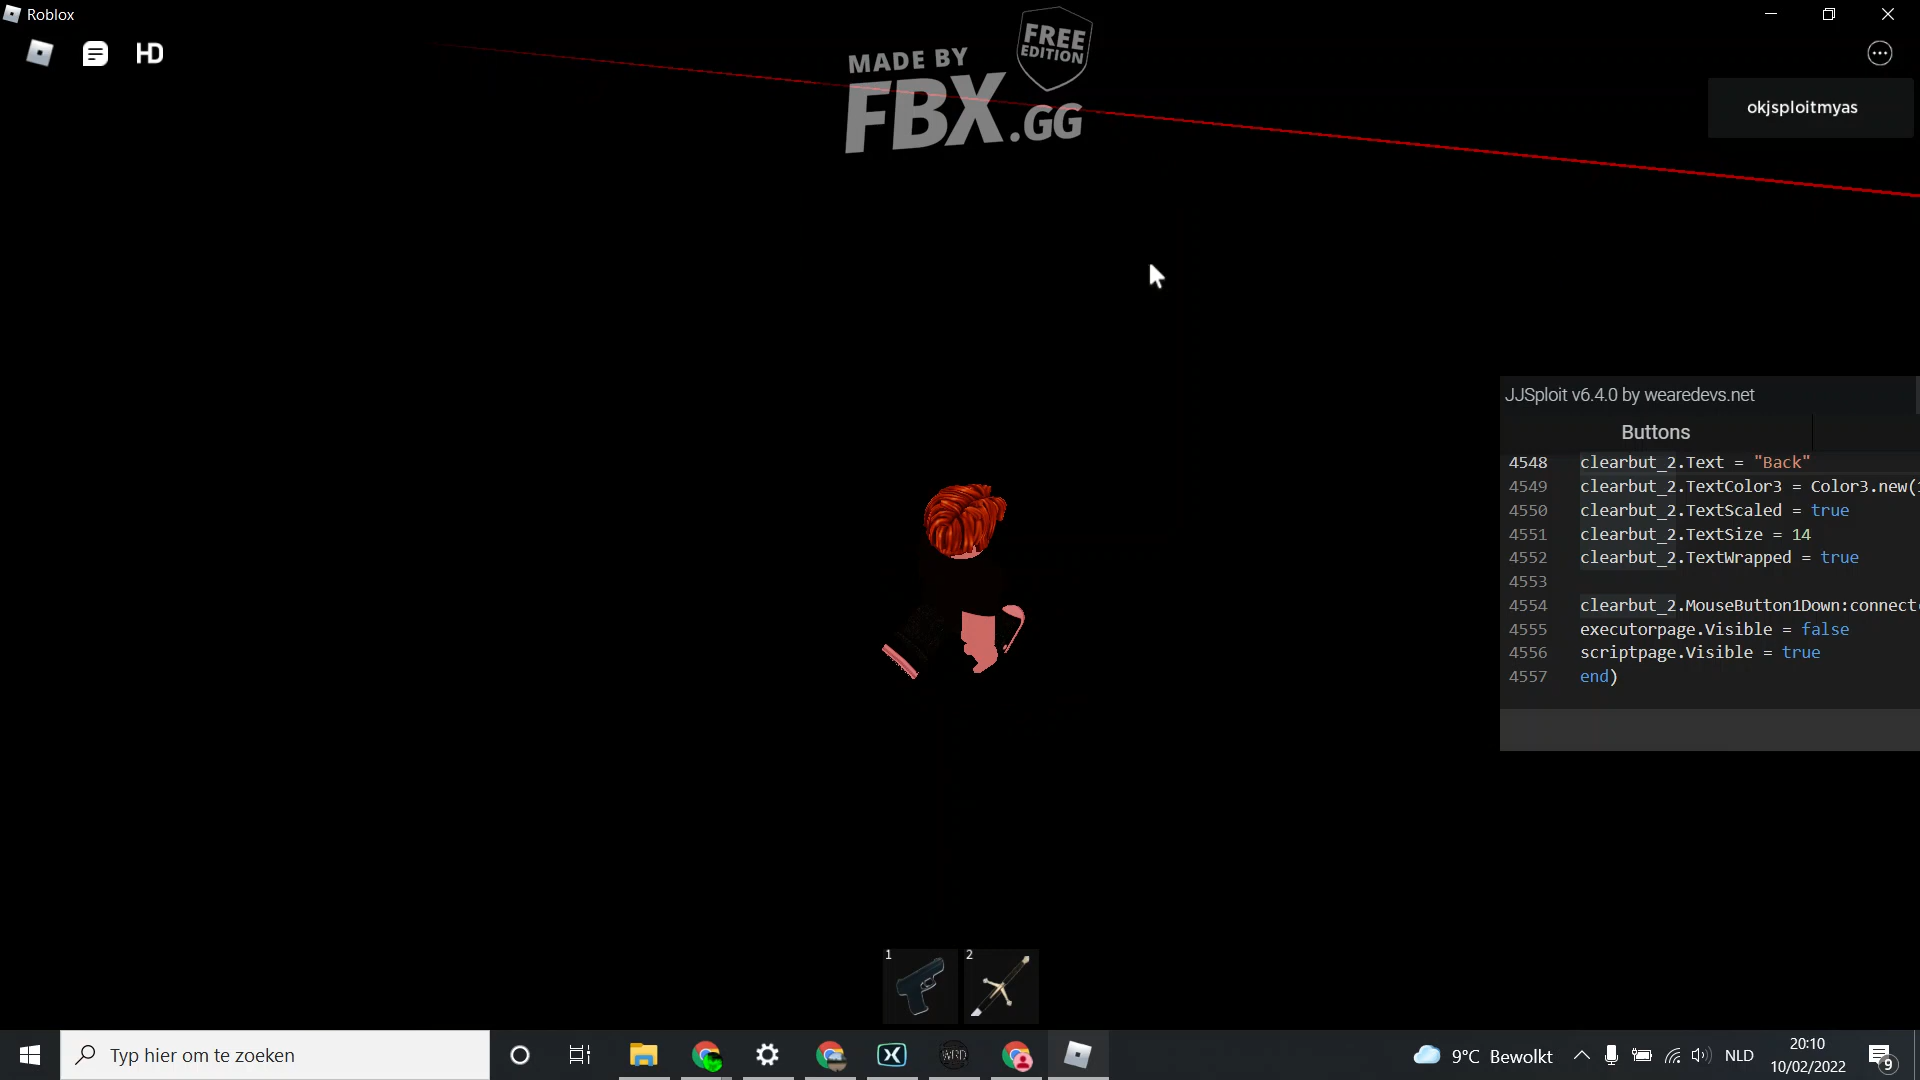 Roblox
HD
MADE BY
FREE
EDITION
FBX.GG
okjsploitmyas
JJSploit v6.4.0 by wearedevs.net
Buttons
4548 clearbut_2.Text = "Back"
4549 clearbut_2.TextColor3 = Color3.new(
4550 clearbut_2.TextScaled = true
4551 clearbut_2.TextSize = 14
4552 clearbut_2.TextWrapped = true
4553
4554 clearbut_2.MouseButton1Down:connect
4555 executorpage.Visible = false
4556 scriptpage.Visible = true
4557 end)
1 2
Typ hier om te zoeken
WRD
9°C Bewolkt
NLD
20:10
10/02/2022
9